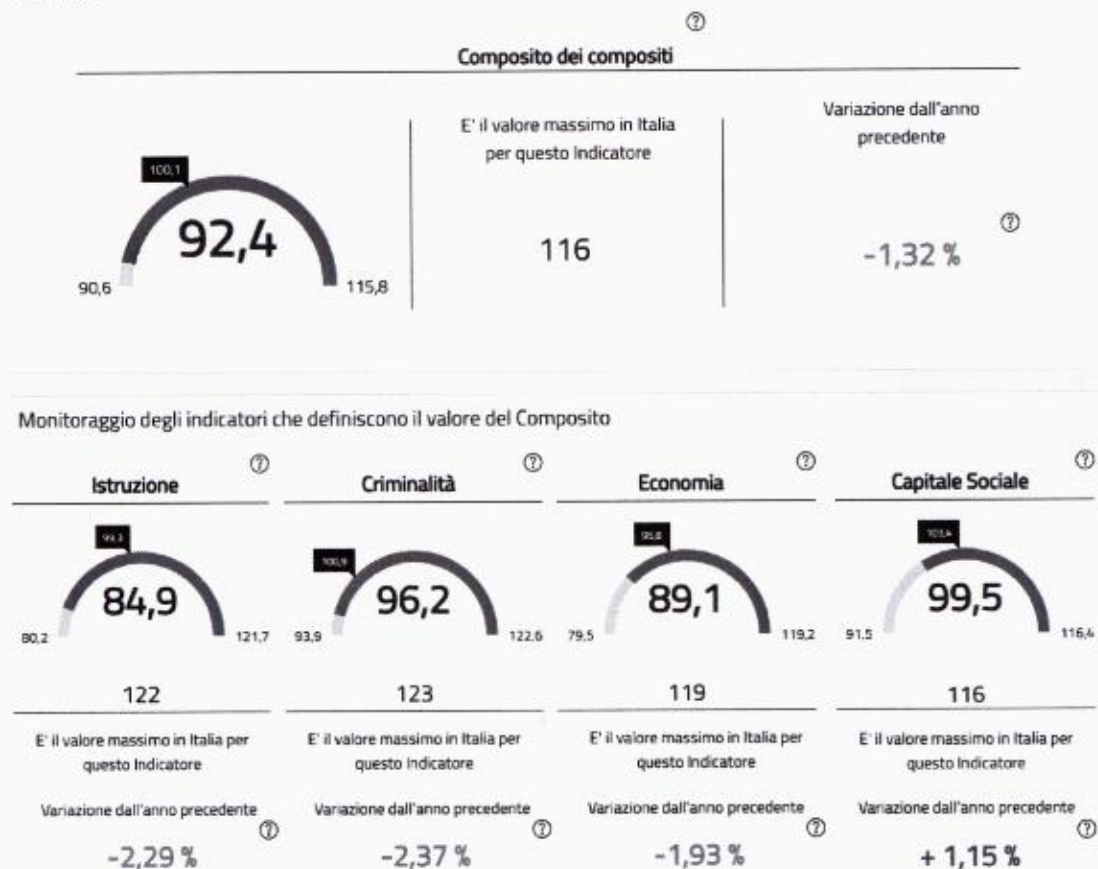 Composito dei compositi
100,1
92,4
90,6
115,8
E' il valore massimo in Italia
per questo Indicatore
116
Variazione dall'anno
precedente
-1,32 %
Monitoraggio degli indicatori che definiscono il valore del Composito
Istruzione
99,3
84,9
80,2
121,7
122
E' il valore massimo in Italia per
questo Indicatore
Variazione dall'anno precedente
-2,29 %
Criminalità
100,9
96,2
93,9
122,6
123
E' il valore massimo in Italia per
questo Indicatore
Variazione dall'anno precedente
-2,37 %
Economia
95,8
89,1
79,5
119,2
119
E' il valore massimo in Italia per
questo Indicatore
Variazione dall'anno precedente
-1,93 %
Capitale Sociale
103,4
99,5
91,5
116,4
116
E' il valore massimo in Italia per
questo Indicatore
Variazione dall'anno precedente
+ 1,15 %